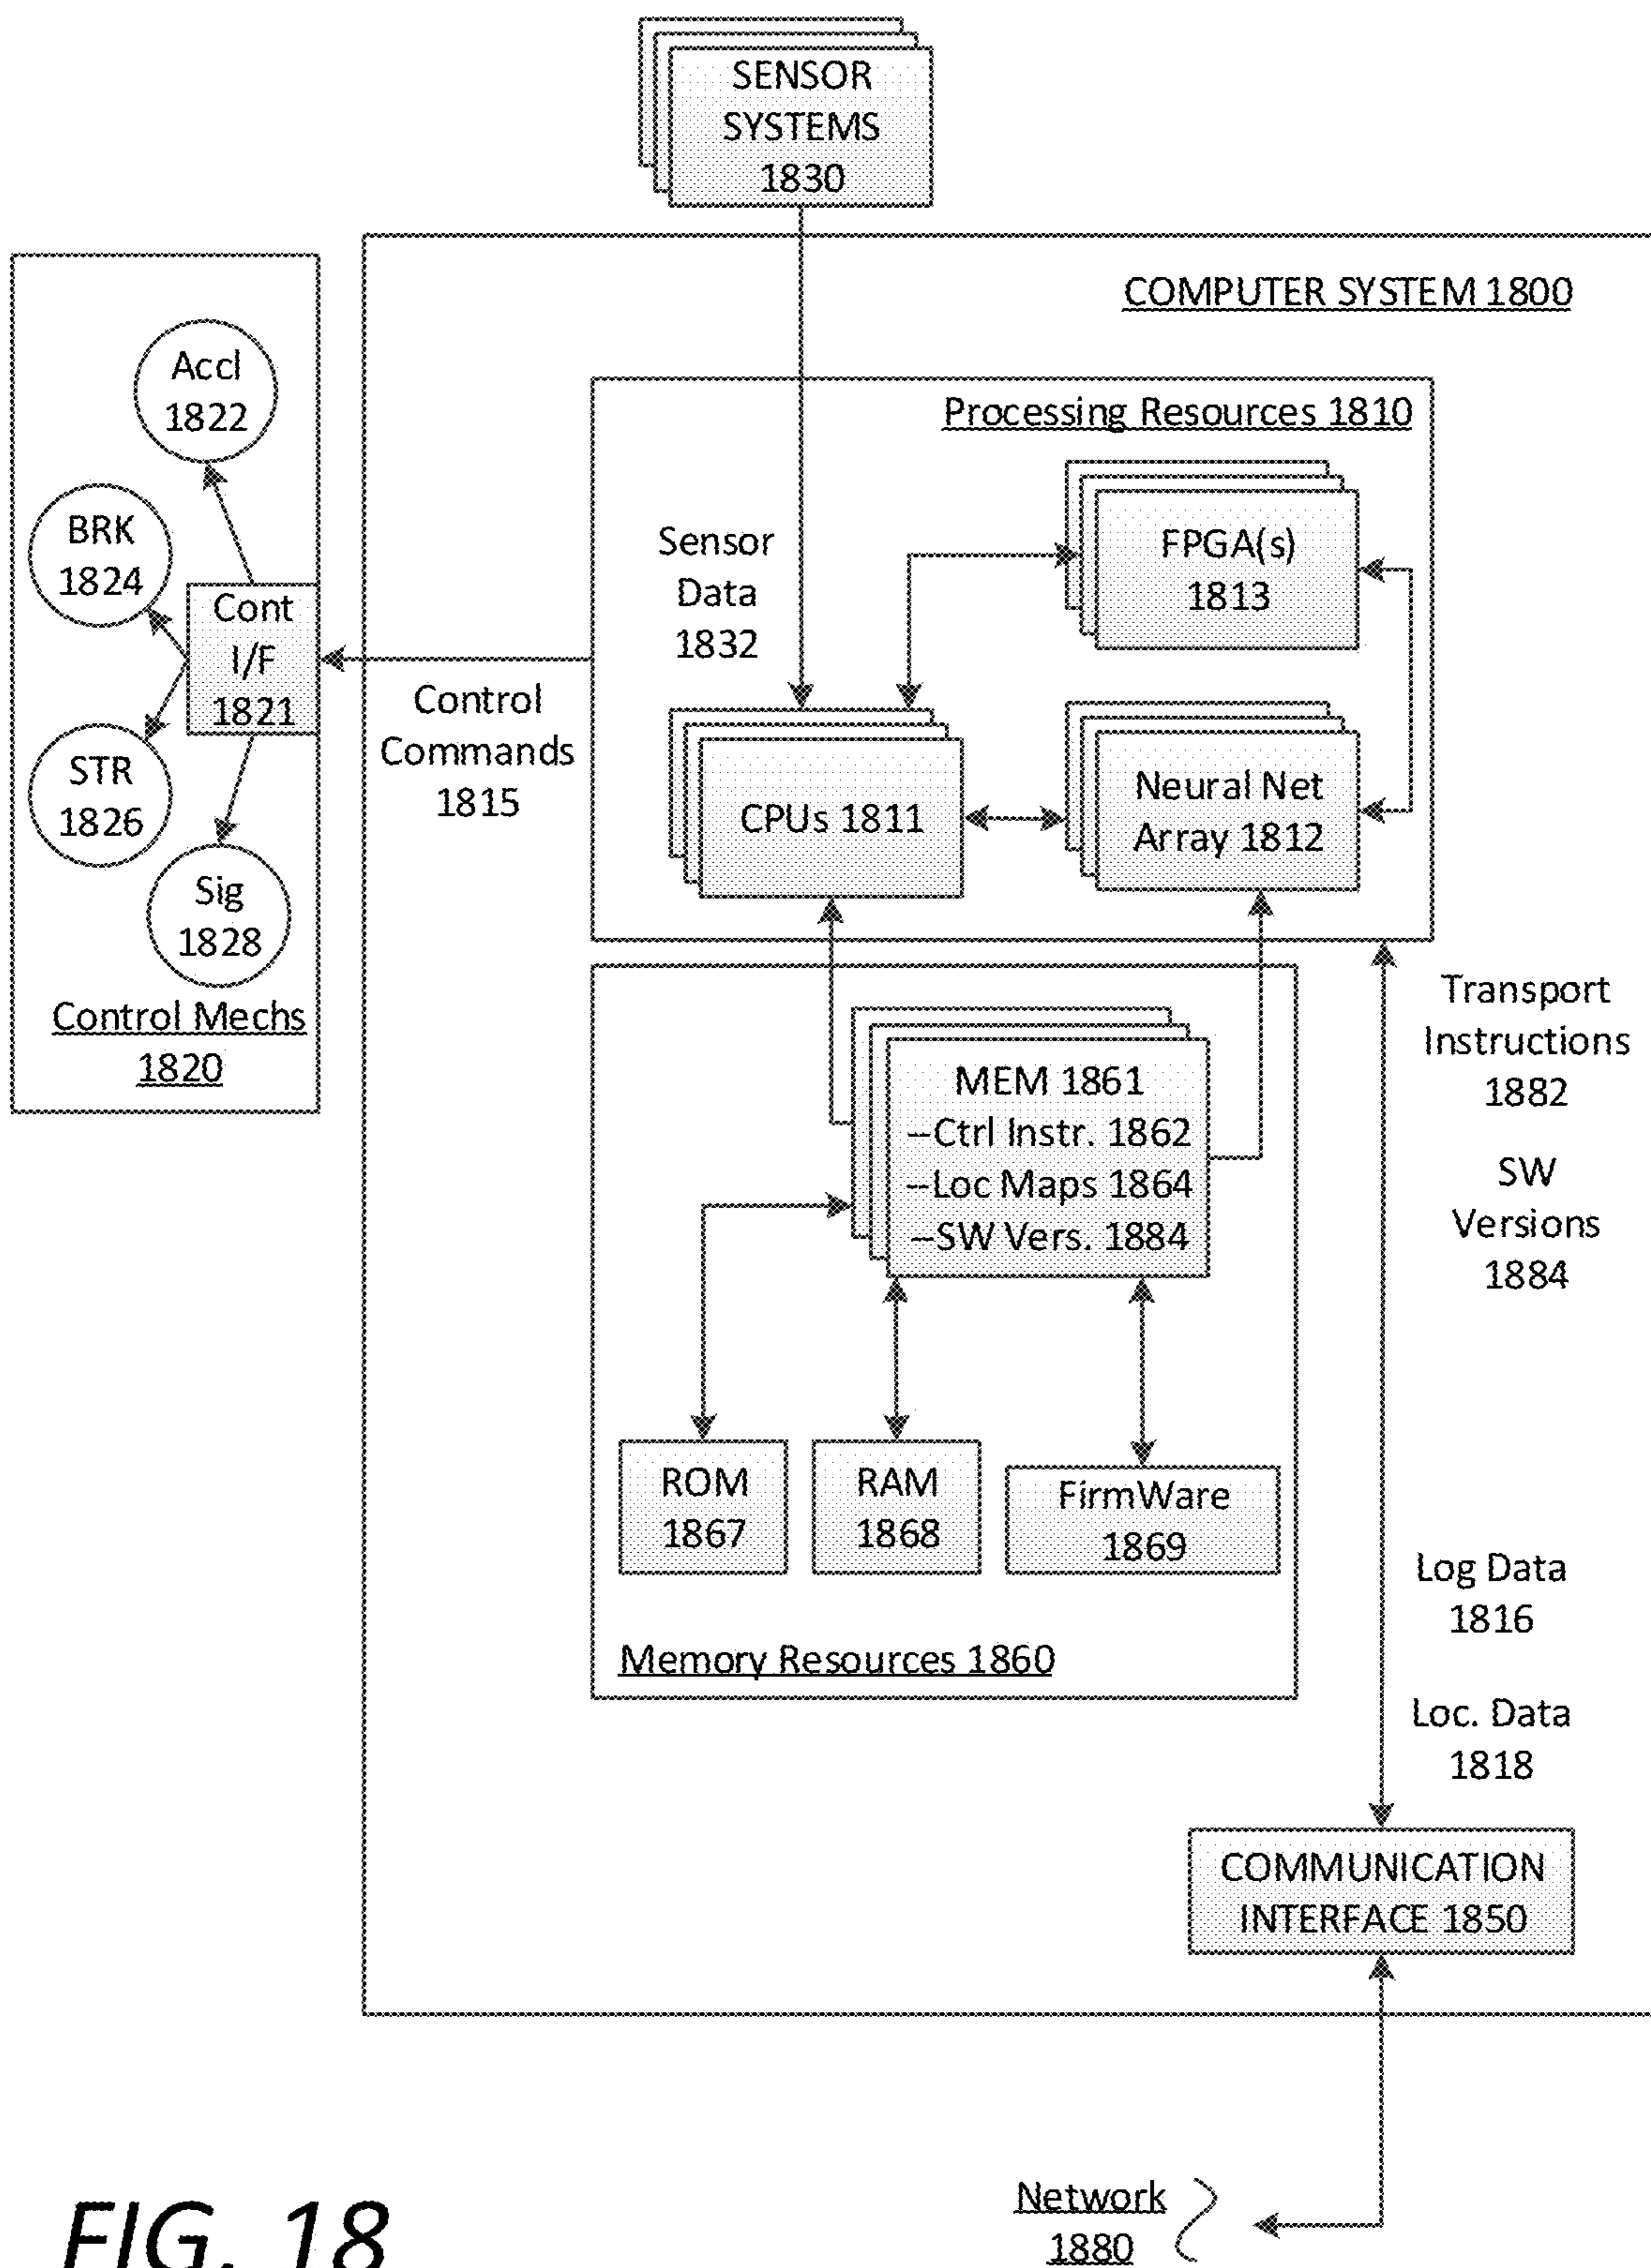 SENSOR
SYSTEMS
1830
COMPUTER SYSTEM 1800
Accl
1822
BRK
1824
Cont
I/F
1821
STR
1826
Sig
1828
Control Mechs
1820
Control
Commands
1815
Processing Resources 1810
Sensor
Data
1832
FPGA(s)
1813
CPUs 1811
Neural Net
Array 1812
MEM 1861
–Ctrl Instr. 1862
–Loc Maps 1864
–SW Vers. 1884
ROM
1867
RAM
1868
FirmWare
1869
Memory Resources 1860
Transport
Instructions
1882
SW
Versions
1884
Log Data
1816
Loc. Data
1818
COMMUNICATION
INTERFACE 1850
Network
1880
FIG. 18